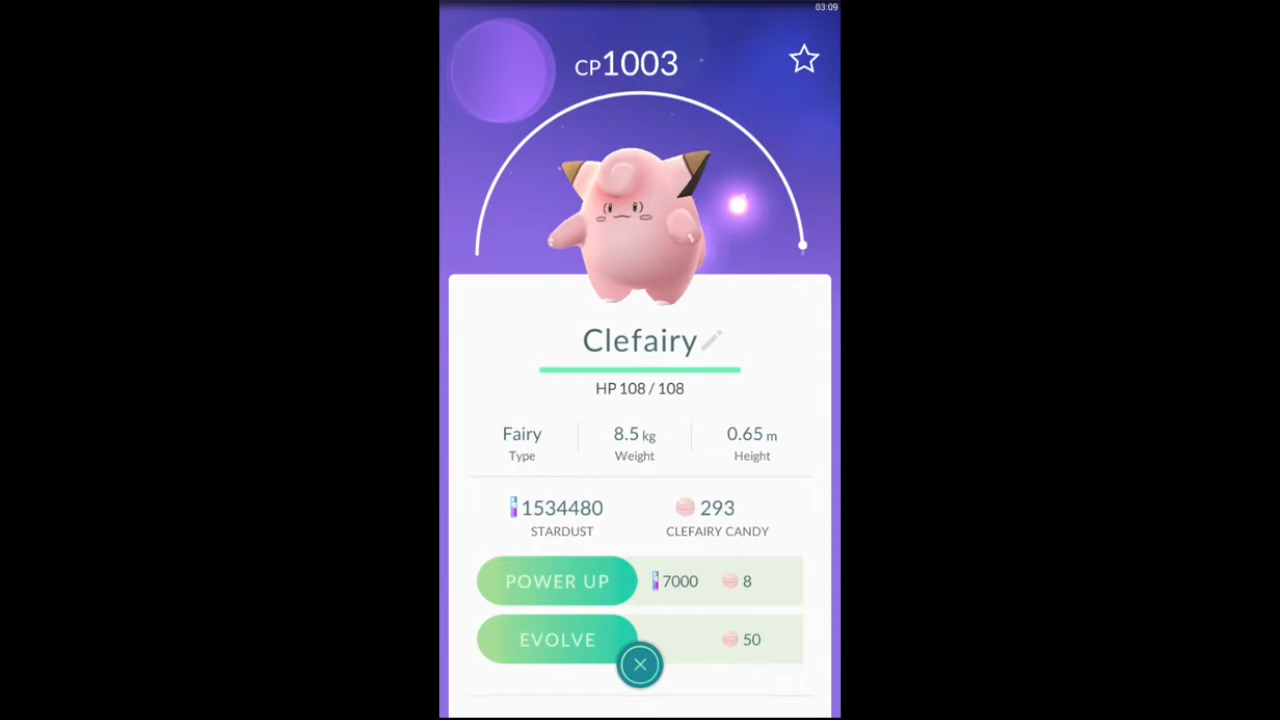 03:09
CP1003
Clefairy
HP 108 / 108
Fairy 8.5 kg 0.65 m
Type Weight Height
1534480 293
STARDUST CLEFAIRY CANDY
POWER UP 7000 8
EVOLVE 50